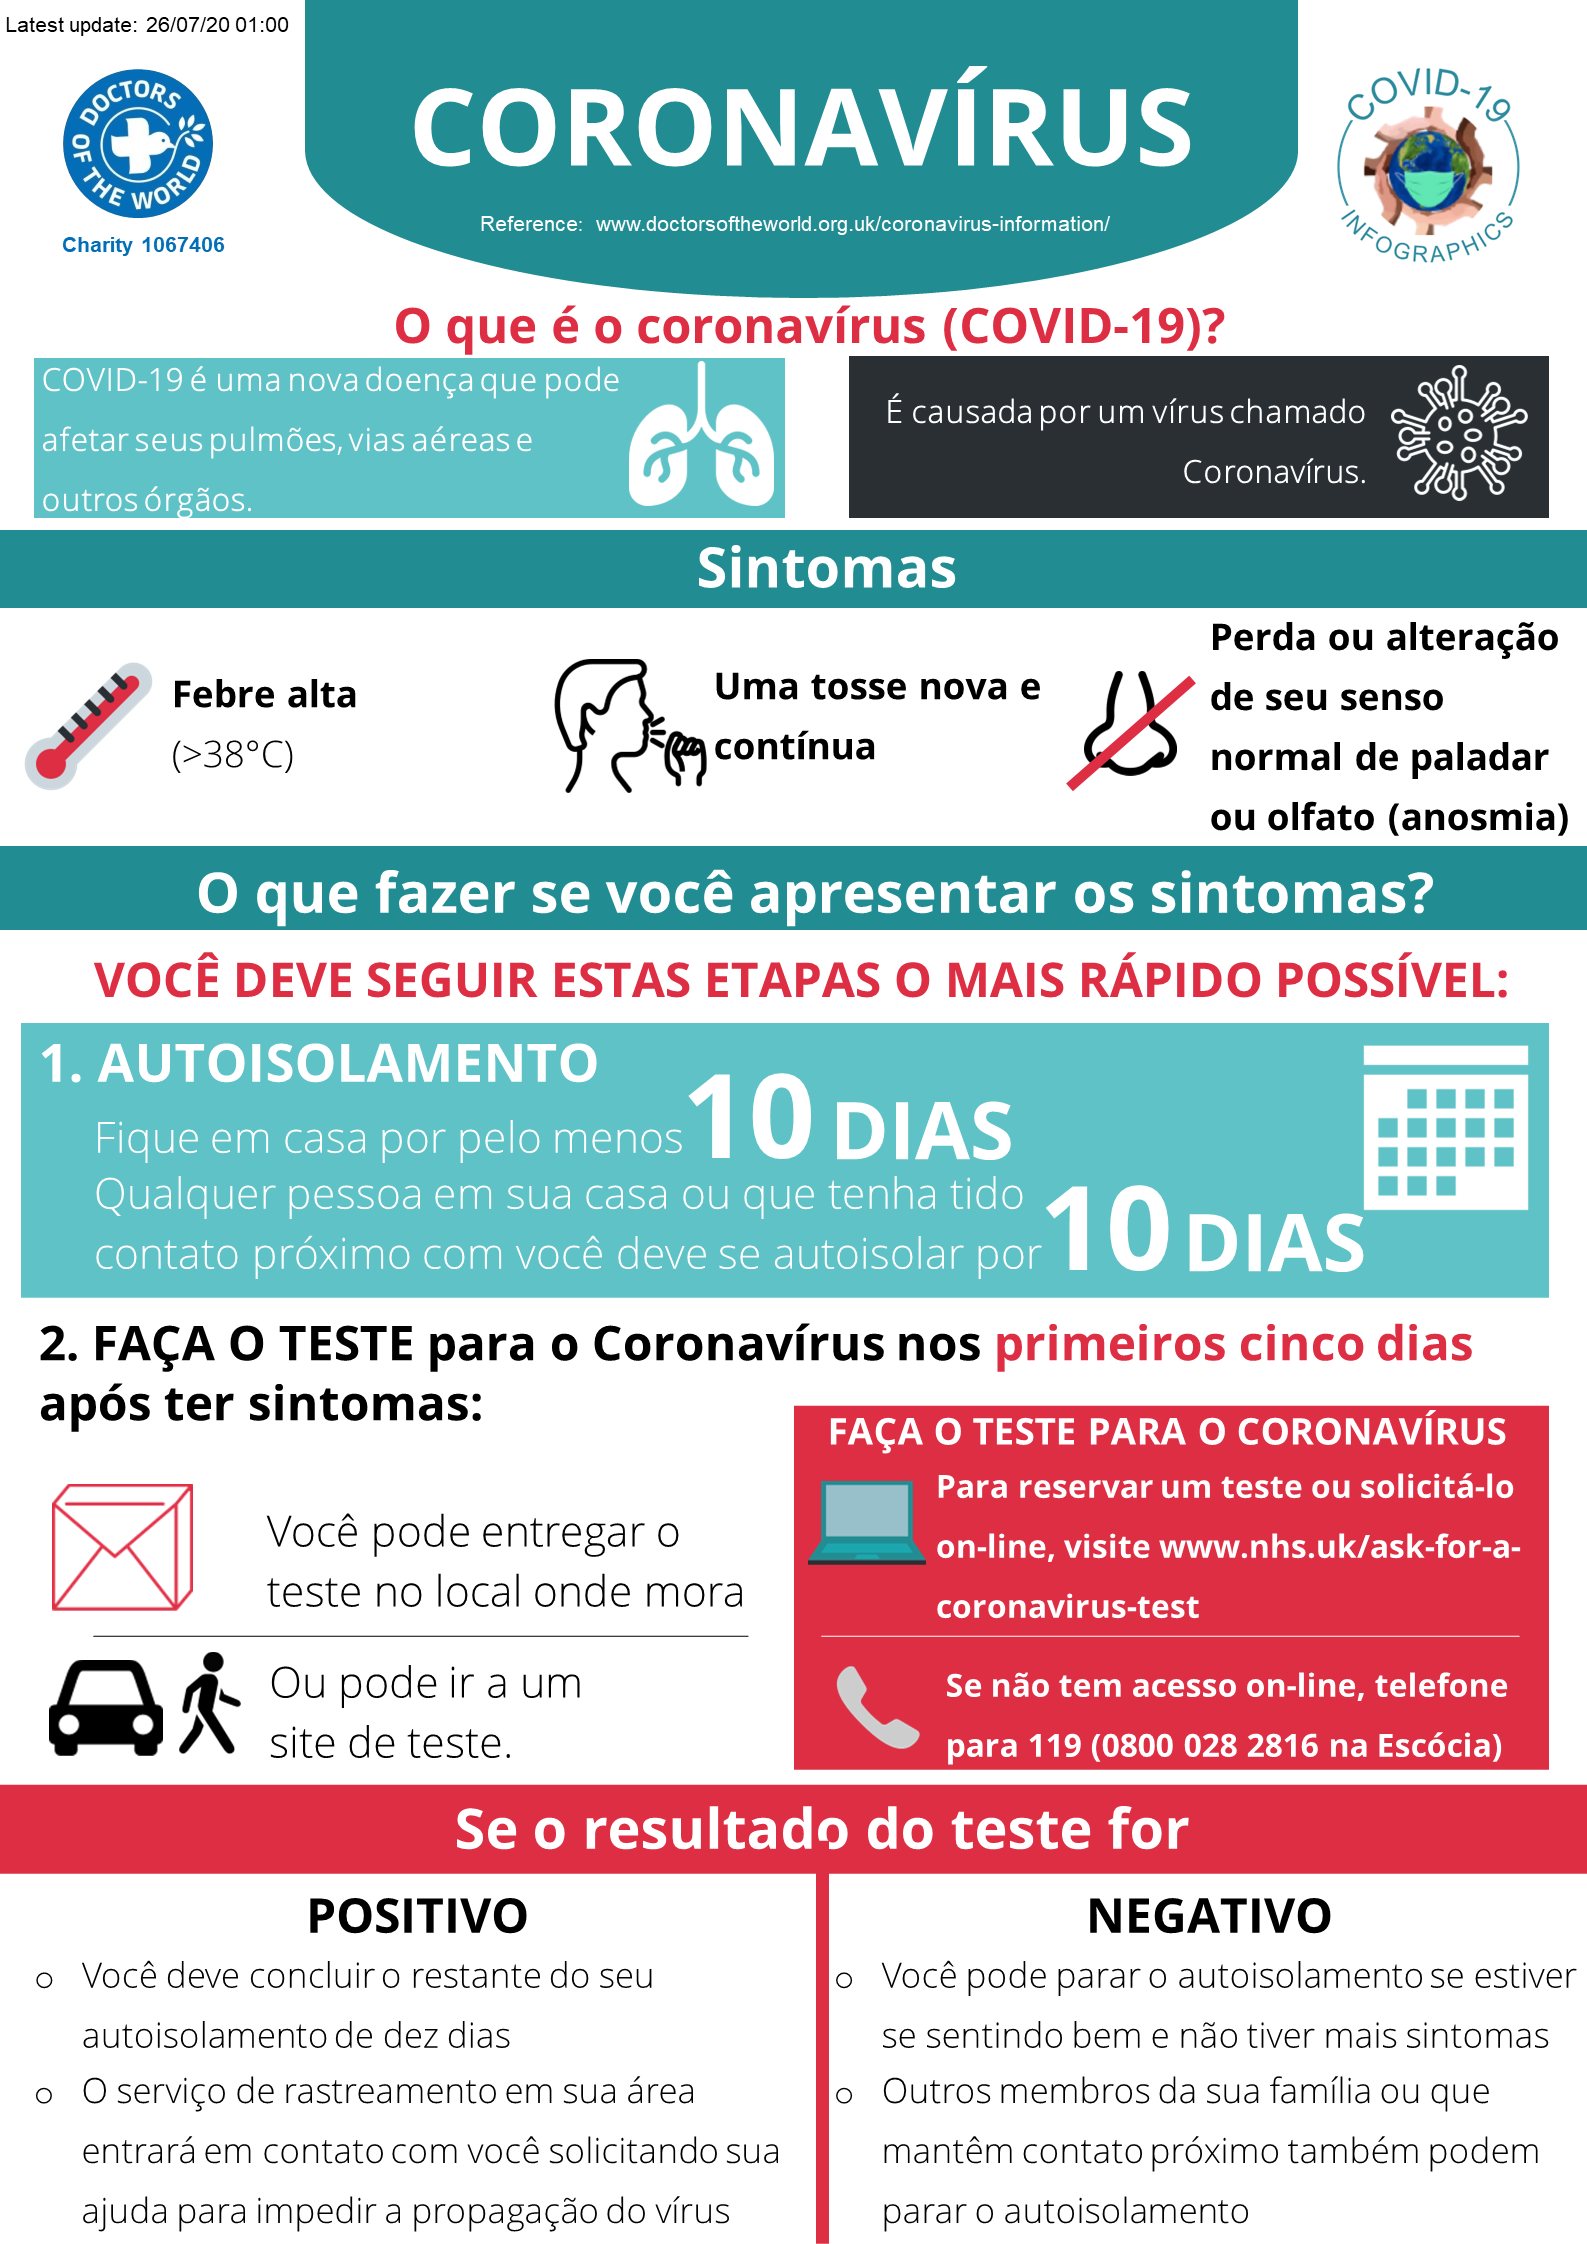 Latest update: 26/07/20 01:00
DOCTORS OF THE WORLD
Charity 1067406
CORONAVÍRUS
Reference: www.doctorsoftheworld.org.uk/coronavirus-information/
COVID-19
INFOGRAPHICS
O que é o coronavírus (COVID-19)?
COVID-19 é uma nova doença que pode
afetar seus pulmões, vias aéreas e
outros órgãos.
É causada por um vírus chamado
Coronavírus.
Sintomas
Febre alta
(>38°C)
Uma tosse nova e
contínua
Perda ou alteração
de seu senso
normal de paladar
ou olfato (anosmia)
O que fazer se você apresentar os sintomas?
VOCÊ DEVE SEGUIR ESTAS ETAPAS O MAIS RÁPIDO POSSÍVEL:
1. AUTOISOLAMENTO
Fique em casa por pelo menos 10 DIAS
Qualquer pessoa em sua casa ou que tenha tido
contato próximo com você deve se autoisolar por 10 DIAS
2. FAÇA O TESTE para o Coronavírus nos primeiros cinco dias
após ter sintomas:
Você pode entregar o
teste no local onde mora
Ou pode ir a um
site de teste.
FAÇA O TESTE PARA O CORONAVÍRUS
Para reservar um teste ou solicitá-lo
on-line, visite www.nhs.uk/ask-for-a-
coronavirus-test
Se não tem acesso on-line, telefone
para 119 (0800 028 2816 na Escócia)
Se o resultado do teste for
POSITIVO
o Você deve concluir o restante do seu
autoisolamento de dez dias
o O serviço de rastreamento em sua área
entrará em contato com você solicitando sua
ajuda para impedir a propagação do vírus
NEGATIVO
o Você pode parar o autoisolamento se estiver
se sentindo bem e não tiver mais sintomas
o Outros membros da sua família ou que
mantêm contato próximo também podem
parar o autoisolamento